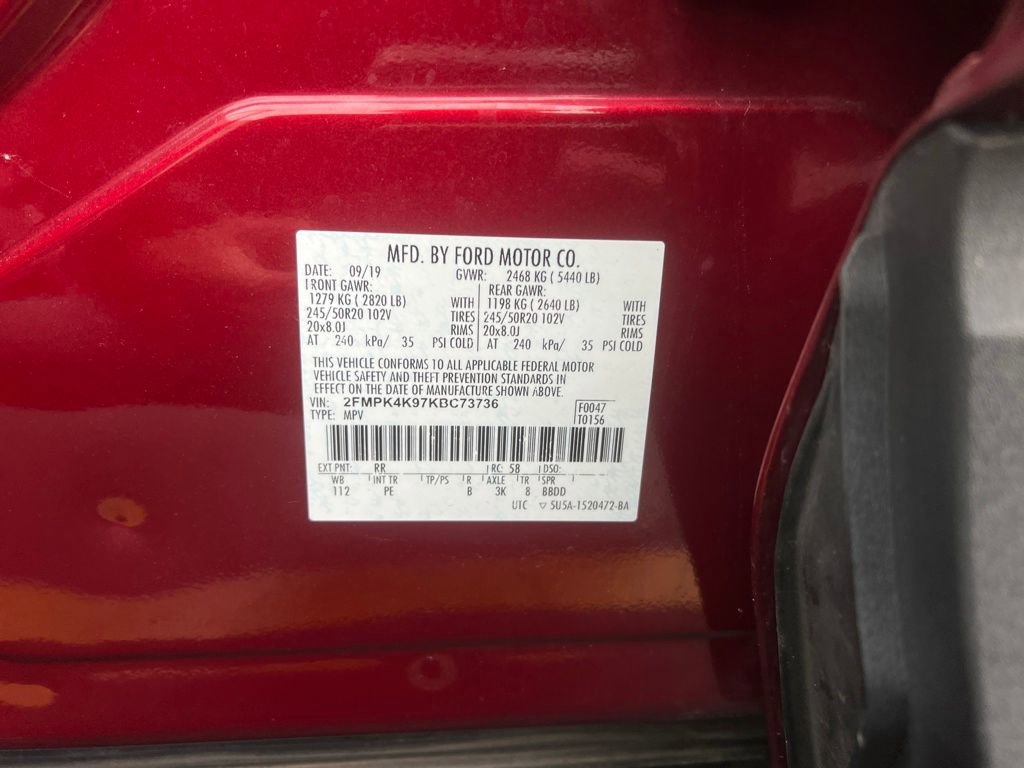 MFD. BY FORD MOTOR CO.
DATE: 09/19 GVWR: 2468 KG ( 5440 LB)
FRONT GAWR: REAR GAWR:
1279 KG ( 2820 LB) WITH 1198 KG ( 2640 LB) WITH
245/50R20 102V TIRES 245/50R20 102V TIRES
20x8.0J RIMS 20x8.0J RIMS
AT 240 kPa/ 35 PSI COLD AT 240 kPa/ 35 PSI COLD
THIS VEHICLE CONFORMS TO ALL APPLICABLE FEDERAL MOTOR
VEHICLE SAFETY AND THEFT PREVENTION STANDARDS IN
EFFECT ON THE DATE OF MANUFACTURE SHOWN ABOVE.
VIN: 2FMPK4K97KBC73736 F0047
TYPE: MPV T0156
EXT PNT: RR RC: 58 DSO:
WB INT TR TP/PS R AXLE TR SPR
112 PE B 3K 8 BBDD
UTC ▽ 5U5A-1520472-BA